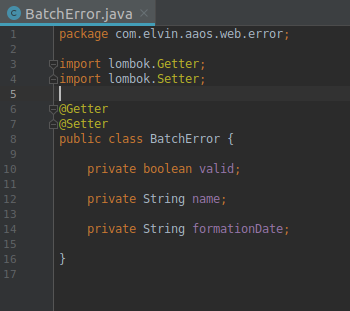 BatchError.java
1 package com.elvin.aaos.web.error;
2
3 import lombok.Getter;
4 import lombok.Setter;
5
6 @Getter
7 @Setter
8 public class BatchError {
9
10 private boolean valid;
11
12 private String name;
13
14 private String formationDate;
15
16 }
17